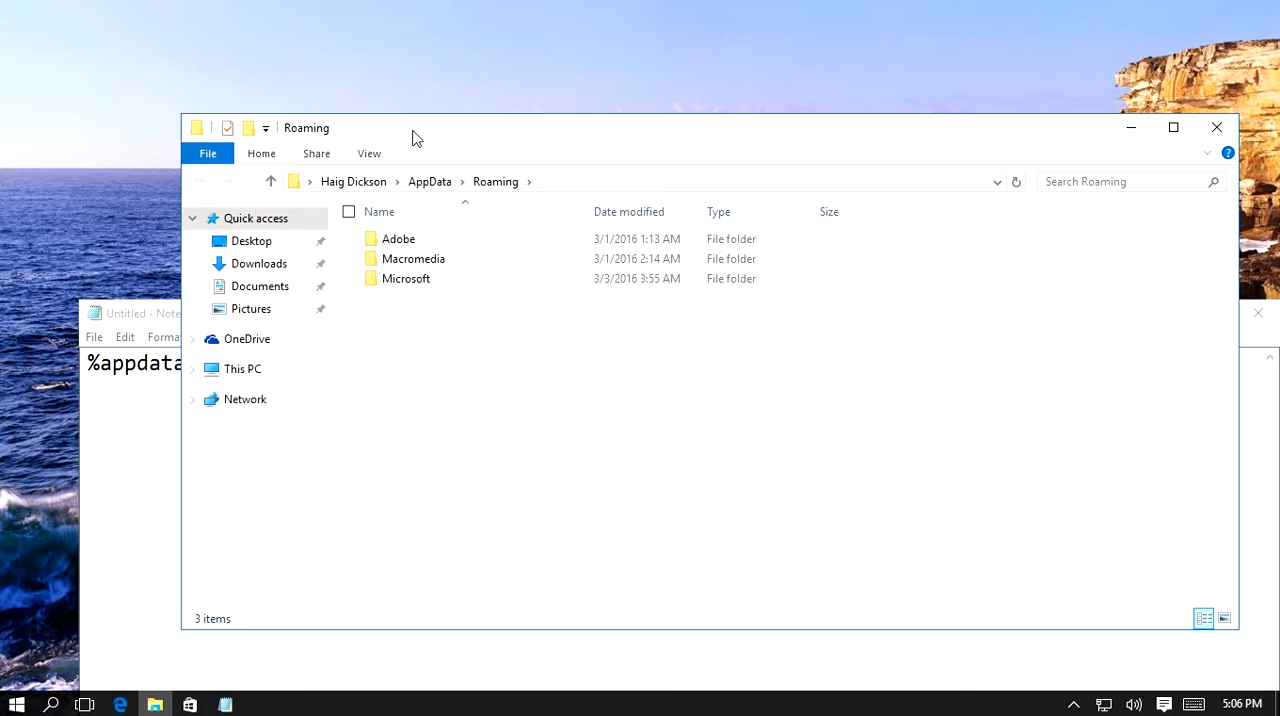 Roaming
File Home Share View
Haig Dickson AppData Roaming Search Roaming
Name Date modified Type Size
Quick access
Desktop
Downloads
Documents
Pictures
OneDrive
This PC
Network
Adobe 3/1/2016 1:13 AM File folder
Macromedia 3/1/2016 2:14 AM File folder
Microsoft 3/3/2016 3:55 AM File folder
3 items
Untitled - Note
File Edit Forma
%appdata
5:06 PM